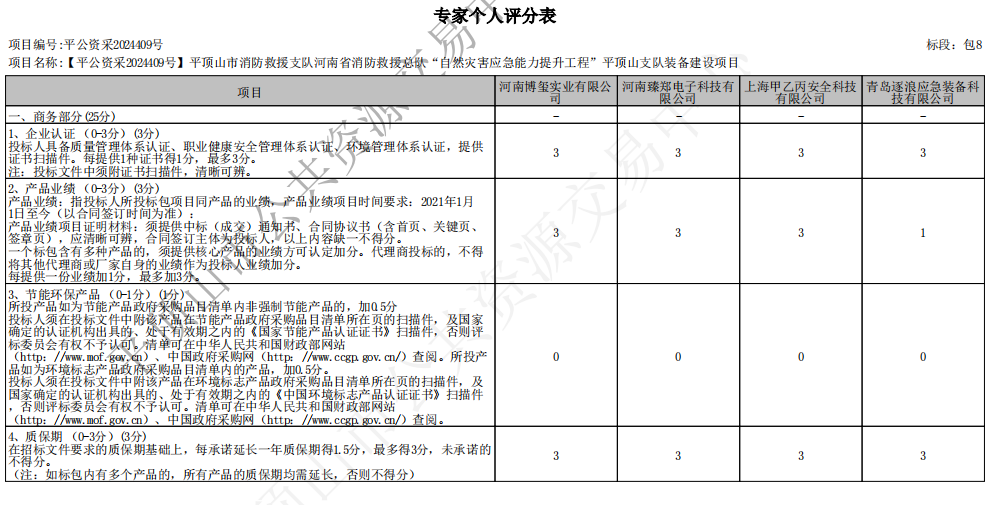 专家个人评分表
项目编号:平公资采2024409号
标段: 包8
项目名称:【平公资采2024409号】平顶山市消防救援支队河南省消防救援总队“自然灾害应急能力提升工程”平顶山支队装备建设项目
项目
河南博玺实业有限公
司
河南臻郑电子科技有
限公司
上海甲乙丙安全科技
有限公司
青岛逐浪应急装备科
技有限公司
一、商务部分(25分)
－ － － －
1、企业认证（0-3分）(3分)
投标人具备质量管理体系认证、职业健康安全管理体系认证、环境管理体系认证，提供
证书扫描件。每提供1种证书得1分，最多3分。
注：投标文件中须附证书扫描件，清晰可辨。
3 3 3 3
2、产品业绩（0-3分）(3分)
产品业绩：指投标人所投标包项目同产品的业绩，产品业绩项目时间要求：2021年1月
1日至今（以合同签订时间为准）；
产品业绩项目证明材料：须提供中标（成交）通知书、合同协议书（含首页、关键页、
签章页），应清晰可辨，合同签订主体为投标人，以上内容缺一不得分。
一个标包含有多种产品的，须提供核心产品的业绩方可认定加分。代理商投标的，不得
将其他代理商或厂家自身的业绩作为投标人业绩加分。
每提供一份业绩加1分，最多加3分。
3 3 3 1
3、节能环保产品（0-1分）(1分)
所投产品如为节能产品政府采购品目清单内非强制节能产品的，加0.5分
投标人须在投标文件中附该产品在节能产品政府采购品目清单所在页的扫描件，及国家
确定的认证机构出具的、处于有效期之内的《国家节能产品认证证书》扫描件，否则评
标委员会有权不予认可。清单可在中华人民共和国财政部网站
（http：//www.mof.gov.cn）、中国政府采购网（http：//www.ccgp.gov.cn/）查阅。所投产
品如为环境标志产品政府采购品目清单内的产品，加0.5分。
投标人须在投标文件中附该产品在环境标志产品政府采购品目清单所在页的扫描件，及
国家确定的认证机构出具的、处于有效期之内的《中国环境标志产品认证证书》扫描件
，否则评标委员会有权不予认可。清单可在中华人民共和国财政部网站
（http：//www.mof.gov.cn）、中国政府采购网（http：//www.ccgp.gov.cn/）查阅。
0 0 0 0
4、质保期（0-3分）(3分)
在招标文件要求的质保期基础上，每承诺延长一年质保期得1.5分，最多得3分，未承诺的
不得分。
（注：如标包内有多个产品的，所有产品的质保期均需延长，否则不得分）
3 3 3 3